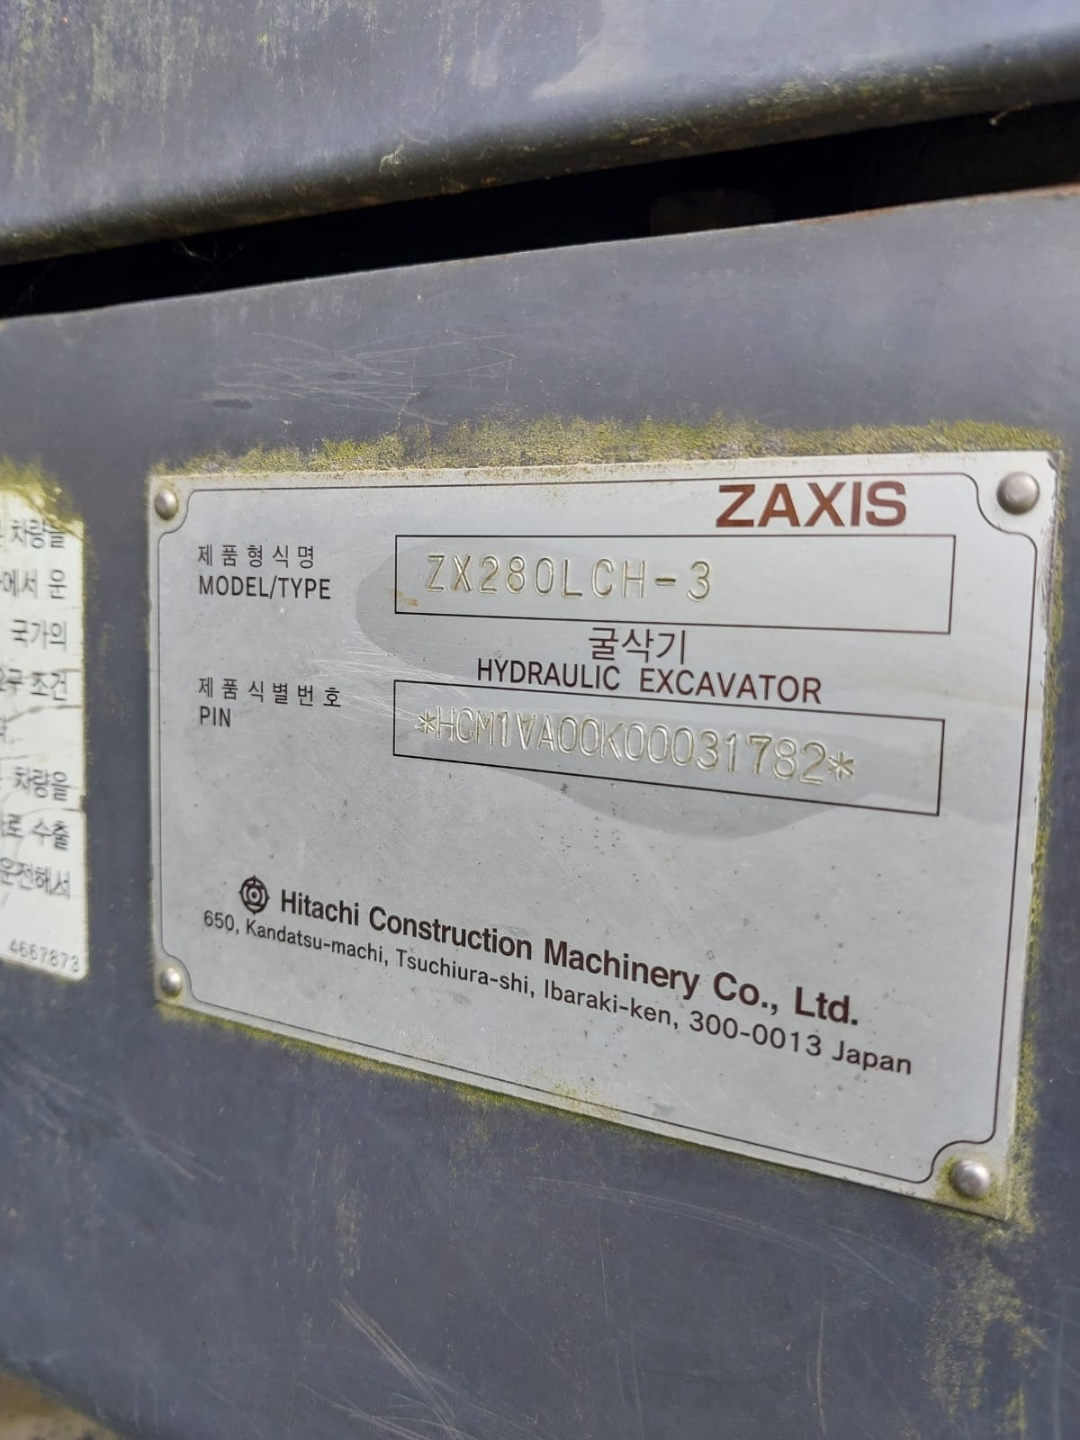 ZAXIS
제품형식명
MODEL/TYPE
ZX280LCH-3
굴삭기
HYDRAULIC EXCAVATOR
제품식별번호
PIN
*HCM1VA00K00031782*
Hitachi Construction Machinery Co., Ltd.
650, Kandatsu-machi, Tsuchiura-shi, Ibaraki-ken, 300-0013 Japan
차량을
에서 운
국가의
조건
차량을
수출
운전해서
4667873